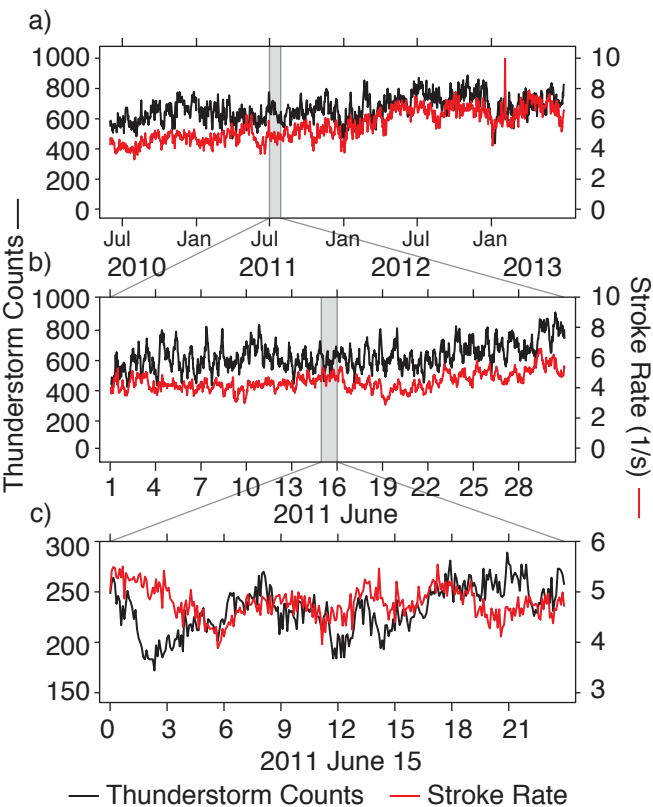 a)
1000
800
600
400
200
0
10
8
6
4
2
0
Jul Jan Jul Jan Jul Jan
2010 2011 2012 2013
b)
1000
800
600
400
200
0
10
8
6
4
2
0
1 4 7 10 13 16 19 22 25 28
2011 June
c)
300
250
200
150
6
5
4
3
0 3 6 9 12 15 18 21
2011 June 15
Thunderstorm Counts
Stroke Rate (1/s)
Thunderstorm Counts Stroke Rate